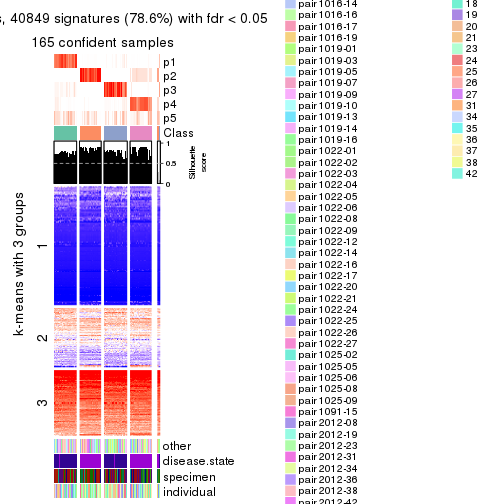 s, 40849 signatures (78.6%) with fdr < 0.05
165 confident samples
p1
p2
p3
p4
p5
Class
1
0.5
0
Silhouette
score
k-means with 3 groups
1
2
3
other
disease.state
specimen
individual
pair1016-14
pair1016-16
pair1016-17
pair1016-19
pair1019-01
pair1019-03
pair1019-05
pair1019-07
pair1019-09
pair1019-10
pair1019-13
pair1019-14
pair1019-16
pair1022-01
pair1022-02
pair1022-03
pair1022-04
pair1022-05
pair1022-06
pair1022-08
pair1022-09
pair1022-12
pair1022-14
pair1022-16
pair1022-17
pair1022-20
pair1022-21
pair1022-24
pair1022-25
pair1022-26
pair1022-27
pair1025-02
pair1025-05
pair1025-06
pair1025-08
pair1025-09
pair1091-15
pair2012-08
pair2012-19
pair2012-23
pair2012-31
pair2012-34
pair2012-36
pair2012-38
pair2012-42
18
19
20
21
23
24
25
26
27
31
34
35
36
37
38
42